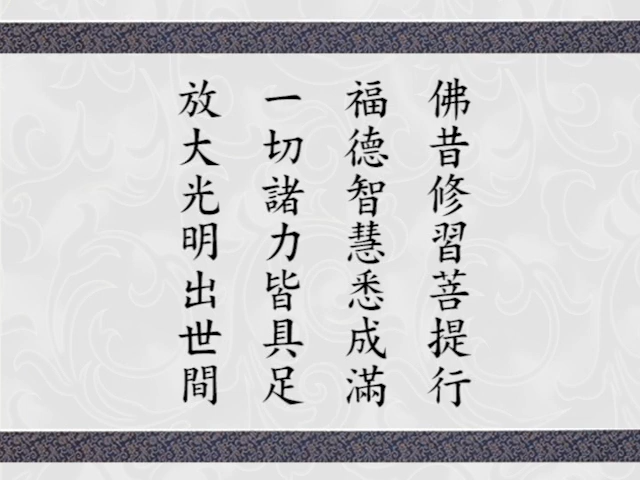 佛昔修習菩提行
福德智慧悉成滿
一切諸力皆具足
放大光明出世間